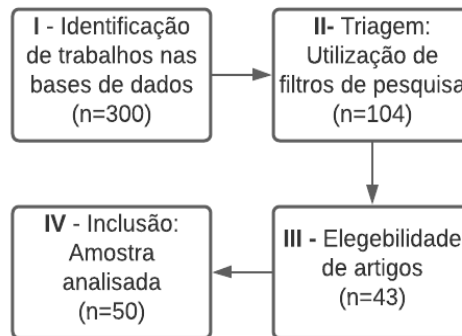 I - Identificação
de trabalhos nas
bases de dados
(n=300)
II- Triagem:
Utilização de
filtros de pesquisa
(n=104)
III - Elegebilidade
de artigos
(n=43)
IV - Inclusão:
Amostra
analisada
(n=50)